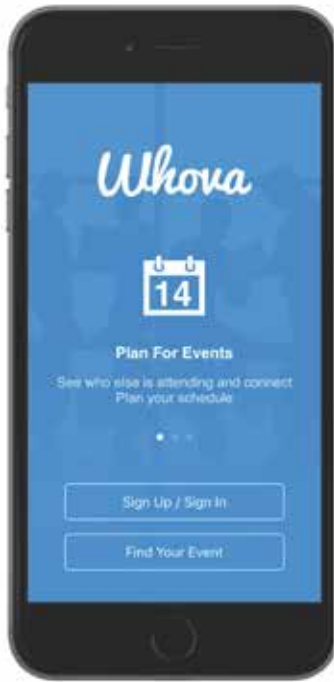 Whova
14
Plan For Events
See who else is attending and connect
Plan your schedule
Sign Up / Sign In
Find Your Event